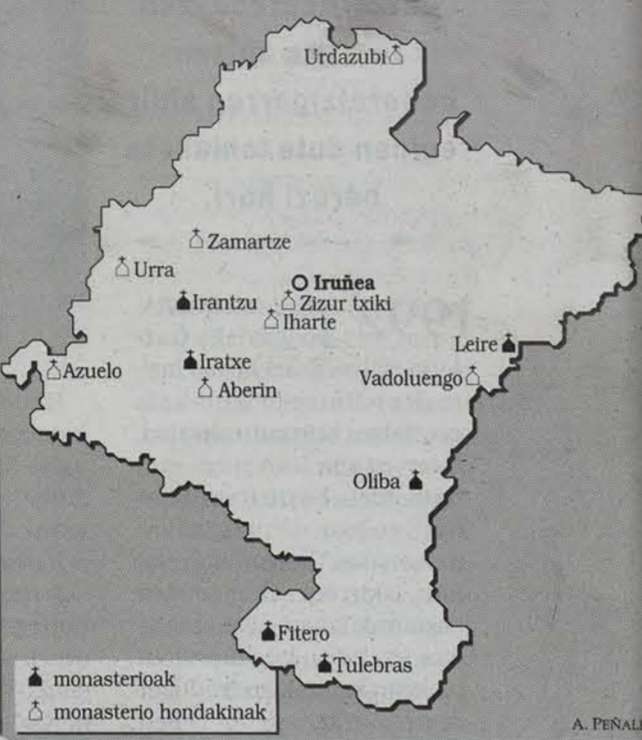 Urdazubi
Zamartze
Urra
Iruñea
Irantzu
Zizur txiki
Iharte
Leire
Iratxe
Azuelo
Vadoluengo
Aberin
Oliba
Fitero
Tulebras
monasterioak
monasterio hondakinak